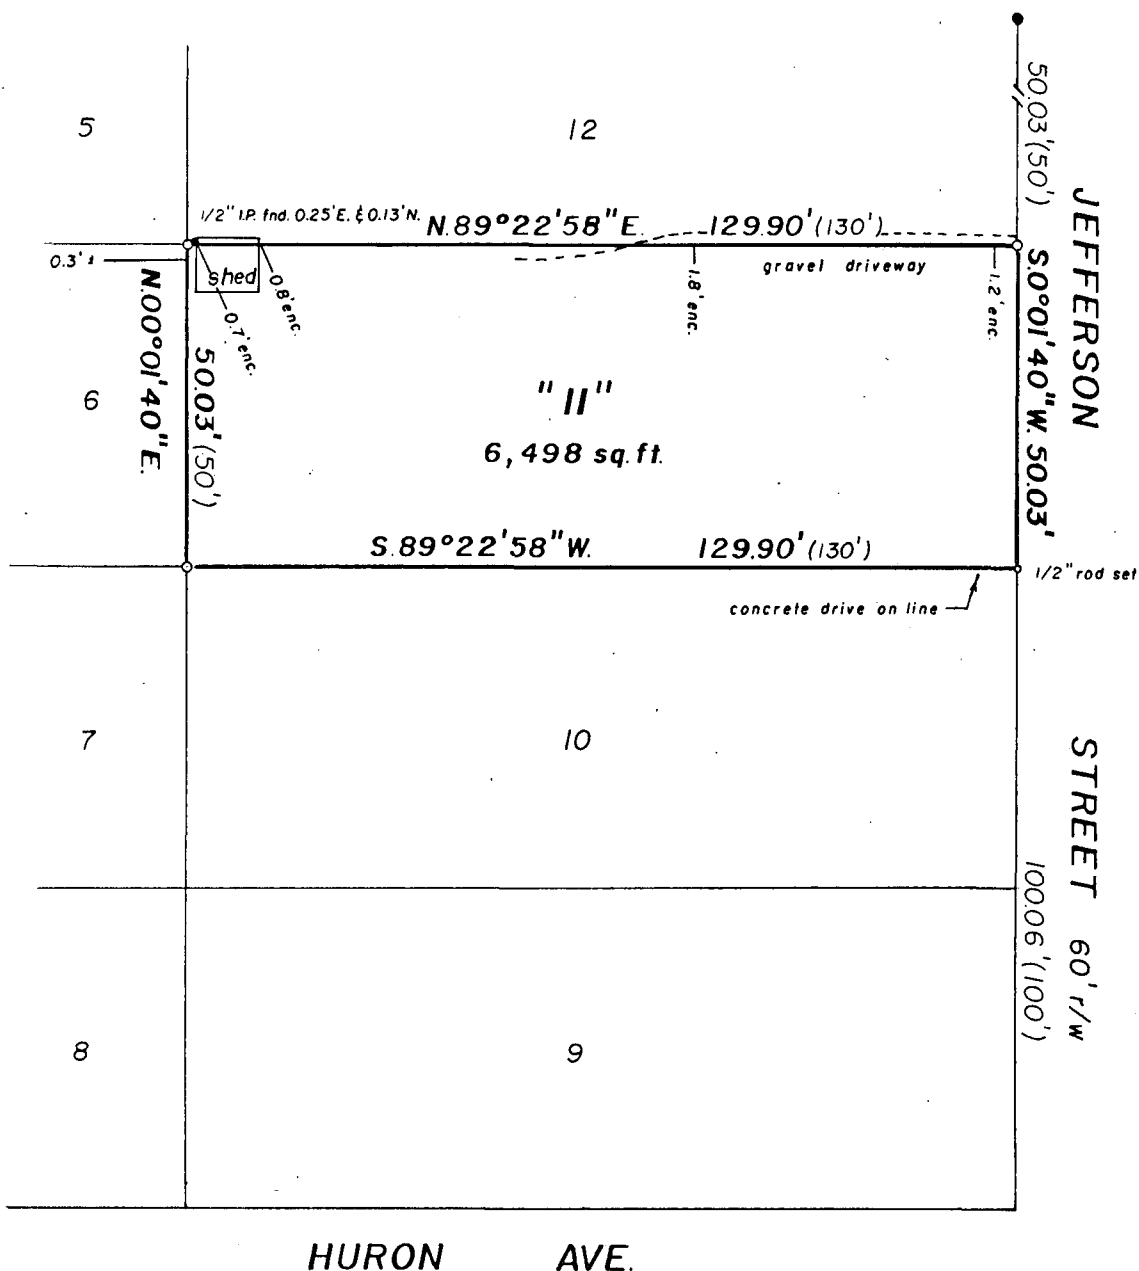 50.03'(50')
5
12
JEFFERSON
1/2" I.P. fnd. 0.25'E. & 0.13'N.
N.89°22'58"E. 129.90'(130')
0.3'±
shed
gravel driveway
0.8'enc.
0.7'enc.
1.8'enc.
1.2'enc.
N.00°01'40"E.
50.03'(50')
S.0°01'40"W. 50.03'
6
"11"
6,498 sq.ft.
S.89°22'58"W. 129.90'(130')
1/2" rod set
concrete drive on line
7
10
STREET 60' r/w
100.06'(100')
8
9
HURON AVE.